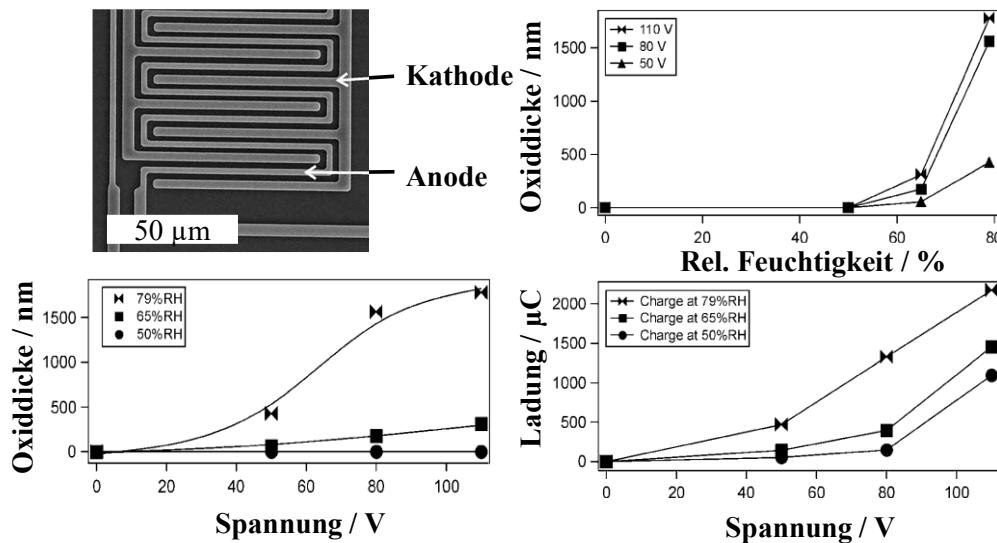 Kathode
Anode
50 µm
110 V
80 V
50 V
Oxiddicke / nm
1500
1000
500
0
0 20 40 60 80
Rel. Feuchtigkeit / %
79%RH
65%RH
50%RH
Oxiddicke / nm
1500
1000
500
0
0 20 40 60 80 100
Spannung / V
Charge at 79%RH
Charge at 65%RH
Charge at 50%RH
Ladung / µC
2000
1500
1000
500
0
0 20 40 60 80 100
Spannung / V